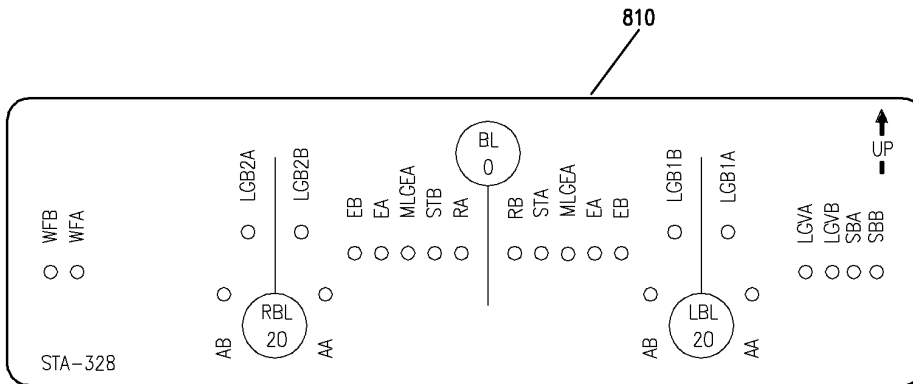 810
UP
BL
0
LGB2A
LGB2B
LGB1B
LGB1A
EB
EA
MLGEA
STB
RA
RB
STA
MLGEA
EA
EB
WFB
WFA
LGVA
LGVB
SBA
SBB
RBL
20
LBL
20
AB
AA
AB
AA
STA-328